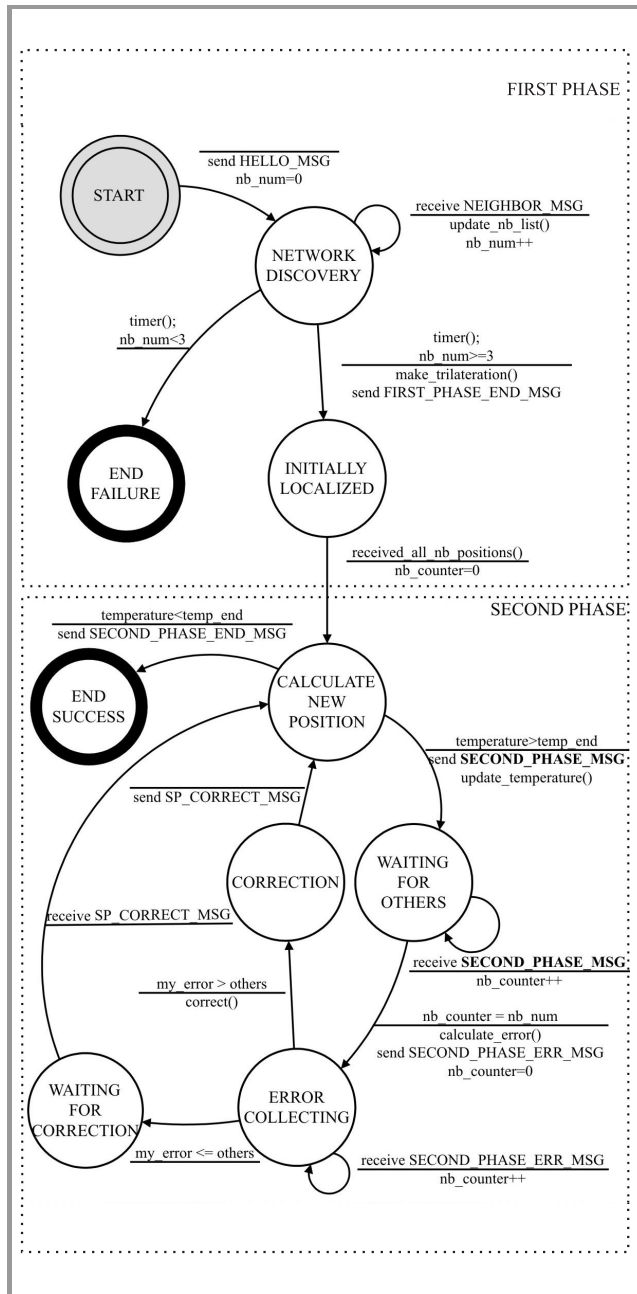 FIRST PHASE
send HELLO_MSG
nb_num=0
START
receive NEIGHBOR_MSG
update_nb_list()
nb_num++
NETWORK
DISCOVERY
timer();
nb_num<3
timer();
nb_num>=3
make_trilateration()
send FIRST_PHASE_END_MSG
END
FAILURE
INITIALLY
LOCALIZED
received_all_nb_positions()
nb_counter=0
SECOND PHASE
temperature<temp_end
send SECOND_PHASE_END_MSG
END
SUCCESS
CALCULATE
NEW
POSITION
temperature>temp_end
send SECOND_PHASE_MSG
update_temperature()
send SP_CORRECT_MSG
CORRECTION
WAITING
FOR
OTHERS
receive SP_CORRECT_MSG
receive SECOND_PHASE_MSG
nb_counter++
my_error > others
correct()
nb_counter = nb_num
calculate_error()
send SECOND_PHASE_ERR_MSG
nb_counter=0
WAITING
FOR
CORRECTION
ERROR
COLLECTING
my_error <= others
receive SECOND_PHASE_ERR_MSG
nb_counter++